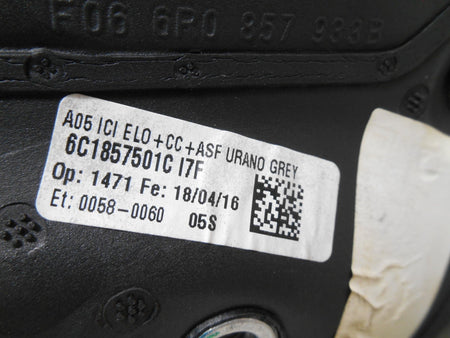 F06 6P0 857 933B
A05 ICI ELO+CC+ASF URANO GREY
6C1857501C I7F
Op: 1471 Fe: 18/04/16
Et: 0058-0060 05S